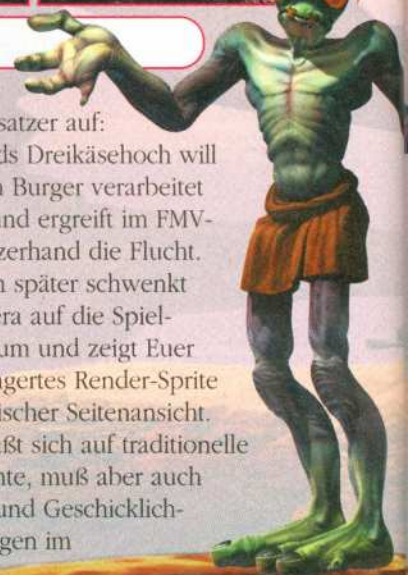 satzer auf:
ds Dreikäsehoch will
n Burger verarbeitet
nd ergreift im FMV-
zerhand die Flucht.
n später schwenkt
era auf die Spiel-
um und zeigt Euer
ngertes Render-Sprite
ischer Seitenansicht.
ßt sich auf traditionelle
nte, muß aber auch
und Geschicklich-
gen im